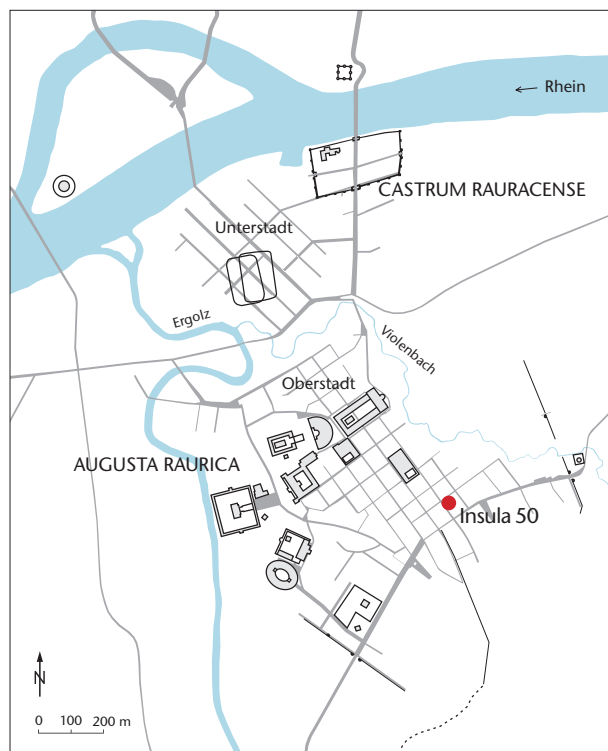 Rhein
CASTRUM RAURACENSE
Unterstadt
Ergolz
Violenbach
Oberstadt
AUGUSTA RAURICA
Insula 50
N
0 100 200 m